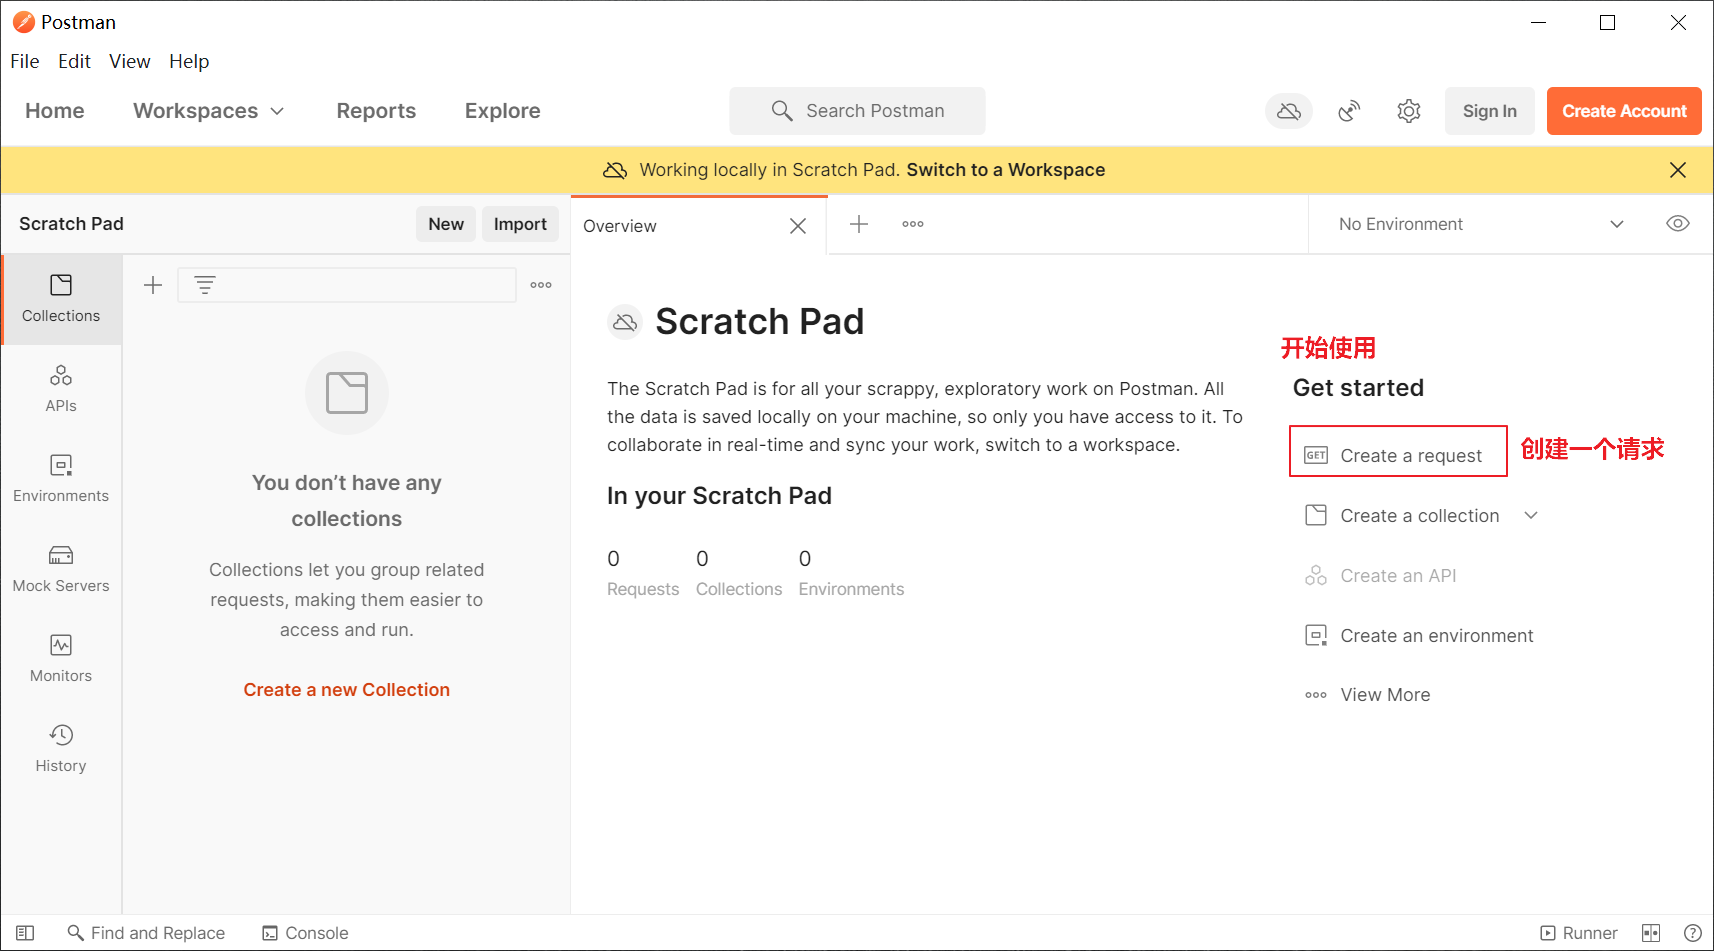 Postman
File Edit View Help
Home Workspaces Reports Explore Search Postman Sign In Create Account
Working locally in Scratch Pad. Switch to a Workspace
Scratch Pad New Import
Overview
No Environment
Collections
APIs
Environments
Mock Servers
Monitors
History
You don’t have any
collections
Collections let you group related
requests, making them easier to
access and run.
Create a new Collection
Scratch Pad
The Scratch Pad is for all your scrappy, exploratory work on Postman. All
the data is saved locally on your machine, so only you have access to it. To
collaborate in real-time and sync your work, switch to a workspace.
In your Scratch Pad
0 0 0
Requests Collections Environments
开始使用
Get started
GET Create a request 创建一个请求
Create a collection
Create an API
Create an environment
View More
Find and Replace Console Runner